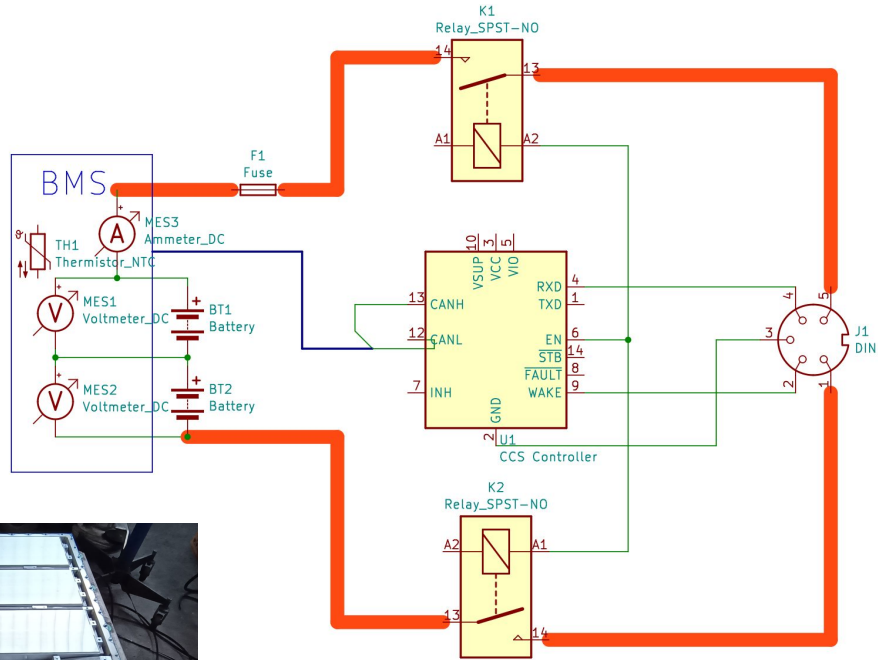 K1
Relay_SPST-NO
14
13
A1
A2
F1
Fuse
BMS
+
A
MES3
Ammeter_DC
TH1
Thermistor_NTC
+
V
MES1
Voltmeter_DC
+
BT1
Battery
+
V
MES2
Voltmeter_DC
+
BT2
Battery
10
3
5
VSUP
VCC
VIO
13
CANH
12
CANL
7
INH
RXD
4
TXD
1
EN
6
STB
14
FAULT
8
WAKE
9
GND
2
U1
CCS Controller
4
5
3
2
1
J1
DIN
K2
Relay_SPST-NO
A2
A1
13
14